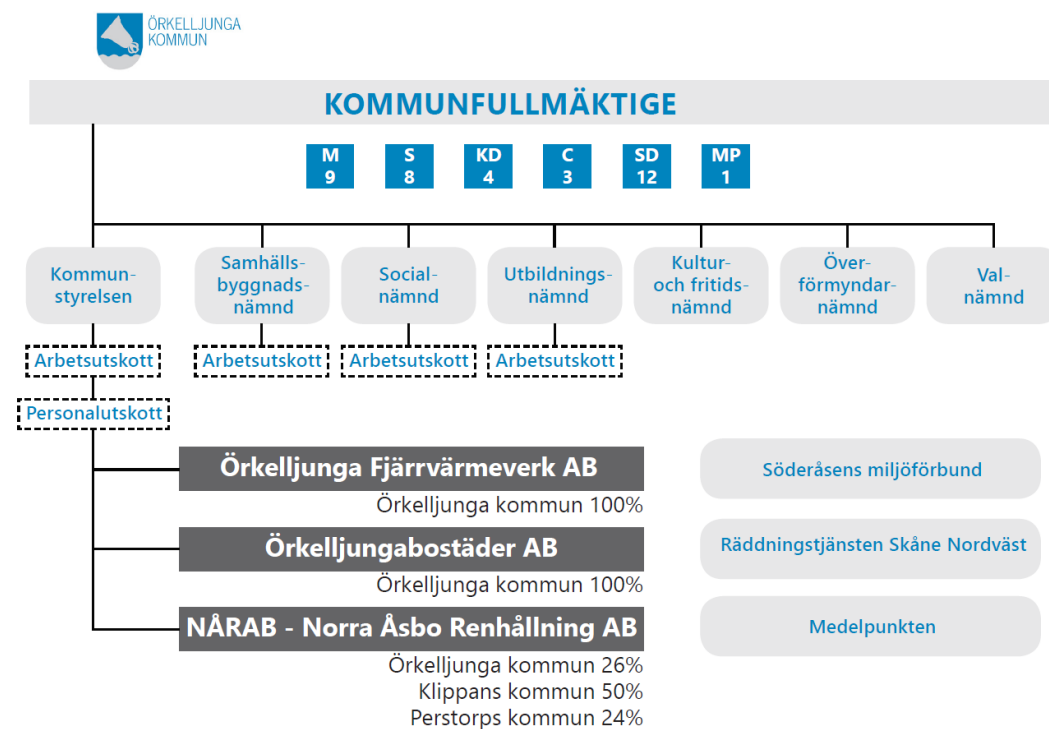 ÖRKELLJUNGA
KOMMUN
KOMMUNFULLMÄKTIGE
M
9
S
8
KD
4
C
3
SD
12
MP
1
Kommun-
styrelsen
Samhälls-
byggnads-
nämnd
Social-
nämnd
Utbildnings-
nämnd
Kultur-
och fritids-
nämnd
Över-
förmyndar-
nämnd
Val-
nämnd
Arbetsutskott
Arbetsutskott
Arbetsutskott
Arbetsutskott
Personalutskott
Örkelljunga Fjärrvärmeverk AB
Örkelljunga kommun 100%
Örkelljungabostäder AB
Örkelljunga kommun 100%
NÅRAB - Norra Åsbo Renhållning AB
Örkelljunga kommun 26%
Klippans kommun 50%
Perstorps kommun 24%
Söderåsens miljöförbund
Räddningstjänsten Skåne Nordväst
Medelpunkten